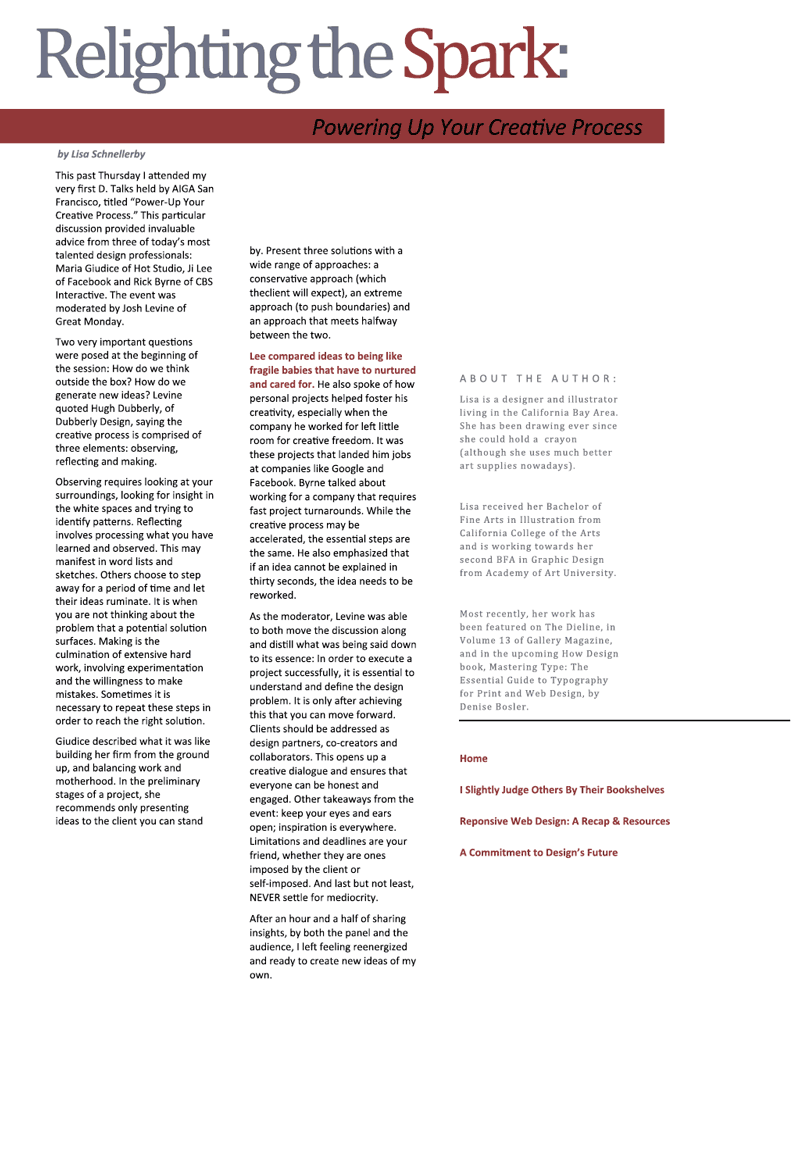 Relighting the Spark:
Powering Up Your Creative Process
by Lisa Schnellerby
This past Thursday I attended my
very first D. Talks held by AIGA San
Francisco, titled “Power-Up Your
Creative Process.” This particular
discussion provided invaluable
advice from three of today’s most
talented design professionals:
Maria Giudice of Hot Studio, Ji Lee
of Facebook and Rick Byrne of CBS
Interactive. The event was
moderated by Josh Levine of
Great Monday.
Two very important questions
were posed at the beginning of
the session: How do we think
outside the box? How do we
generate new ideas? Levine
quoted Hugh Dubberly, of
Dubberly Design, saying the
creative process is comprised of
three elements: observing,
reflecting and making.
Observing requires looking at your
surroundings, looking for insight in
the white spaces and trying to
identify patterns. Reflecting
involves processing what you have
learned and observed. This may
manifest in word lists and
sketches. Others choose to step
away for a period of time and let
their ideas ruminate. It is when
you are not thinking about the
problem that a potential solution
surfaces. Making is the
culmination of extensive hard
work, involving experimentation
and the willingness to make
mistakes. Sometimes it is
necessary to repeat these steps in
order to reach the right solution.
Giudice described what it was like
building her firm from the ground
up, and balancing work and
motherhood. In the preliminary
stages of a project, she
recommends only presenting
ideas to the client you can stand
by. Present three solutions with a
wide range of approaches: a
conservative approach (which
theclient will expect), an extreme
approach (to push boundaries) and
an approach that meets halfway
between the two.
Lee compared ideas to being like
fragile babies that have to nurtured
and cared for. He also spoke of how
personal projects helped foster his
creativity, especially when the
company he worked for left little
room for creative freedom. It was
these projects that landed him jobs
at companies like Google and
Facebook. Byrne talked about
working for a company that requires
fast project turnarounds. While the
creative process may be
accelerated, the essential steps are
the same. He also emphasized that
if an idea cannot be explained in
thirty seconds, the idea needs to be
reworked.
As the moderator, Levine was able
to both move the discussion along
and distill what was being said down
to its essence: In order to execute a
project successfully, it is essential to
understand and define the design
problem. It is only after achieving
this that you can move forward.
Clients should be addressed as
design partners, co-creators and
collaborators. This opens up a
creative dialogue and ensures that
everyone can be honest and
engaged. Other takeaways from the
event: keep your eyes and ears
open; inspiration is everywhere.
Limitations and deadlines are your
friend, whether they are ones
imposed by the client or
self-imposed. And last but not least,
NEVER settle for mediocrity.
After an hour and a half of sharing
insights, by both the panel and the
audience, I left feeling reenergized
and ready to create new ideas of my
own.
ABOUT THE AUTHOR:
Lisa is a designer and illustrator
living in the California Bay Area.
She has been drawing ever since
she could hold a crayon
(although she uses much better
art supplies nowadays).
Lisa received her Bachelor of
Fine Arts in Illustration from
California College of the Arts
and is working towards her
second BFA in Graphic Design
from Academy of Art University.
Most recently, her work has
been featured on The Dieline, in
Volume 13 of Gallery Magazine,
and in the upcoming How Design
book, Mastering Type: The
Essential Guide to Typography
for Print and Web Design, by
Denise Bosler.
Home
I Slightly Judge Others By Their Bookshelves
Reponsive Web Design: A Recap & Resources
A Commitment to Design’s Future